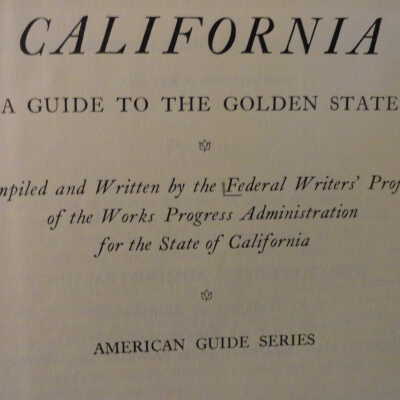 CALIFORNIA
A GUIDE TO THE GOLDEN STATE
mpiled and Written by the Federal Writers' Proj
of the Works Progress Administration
for the State of California
AMERICAN GUIDE SERIES